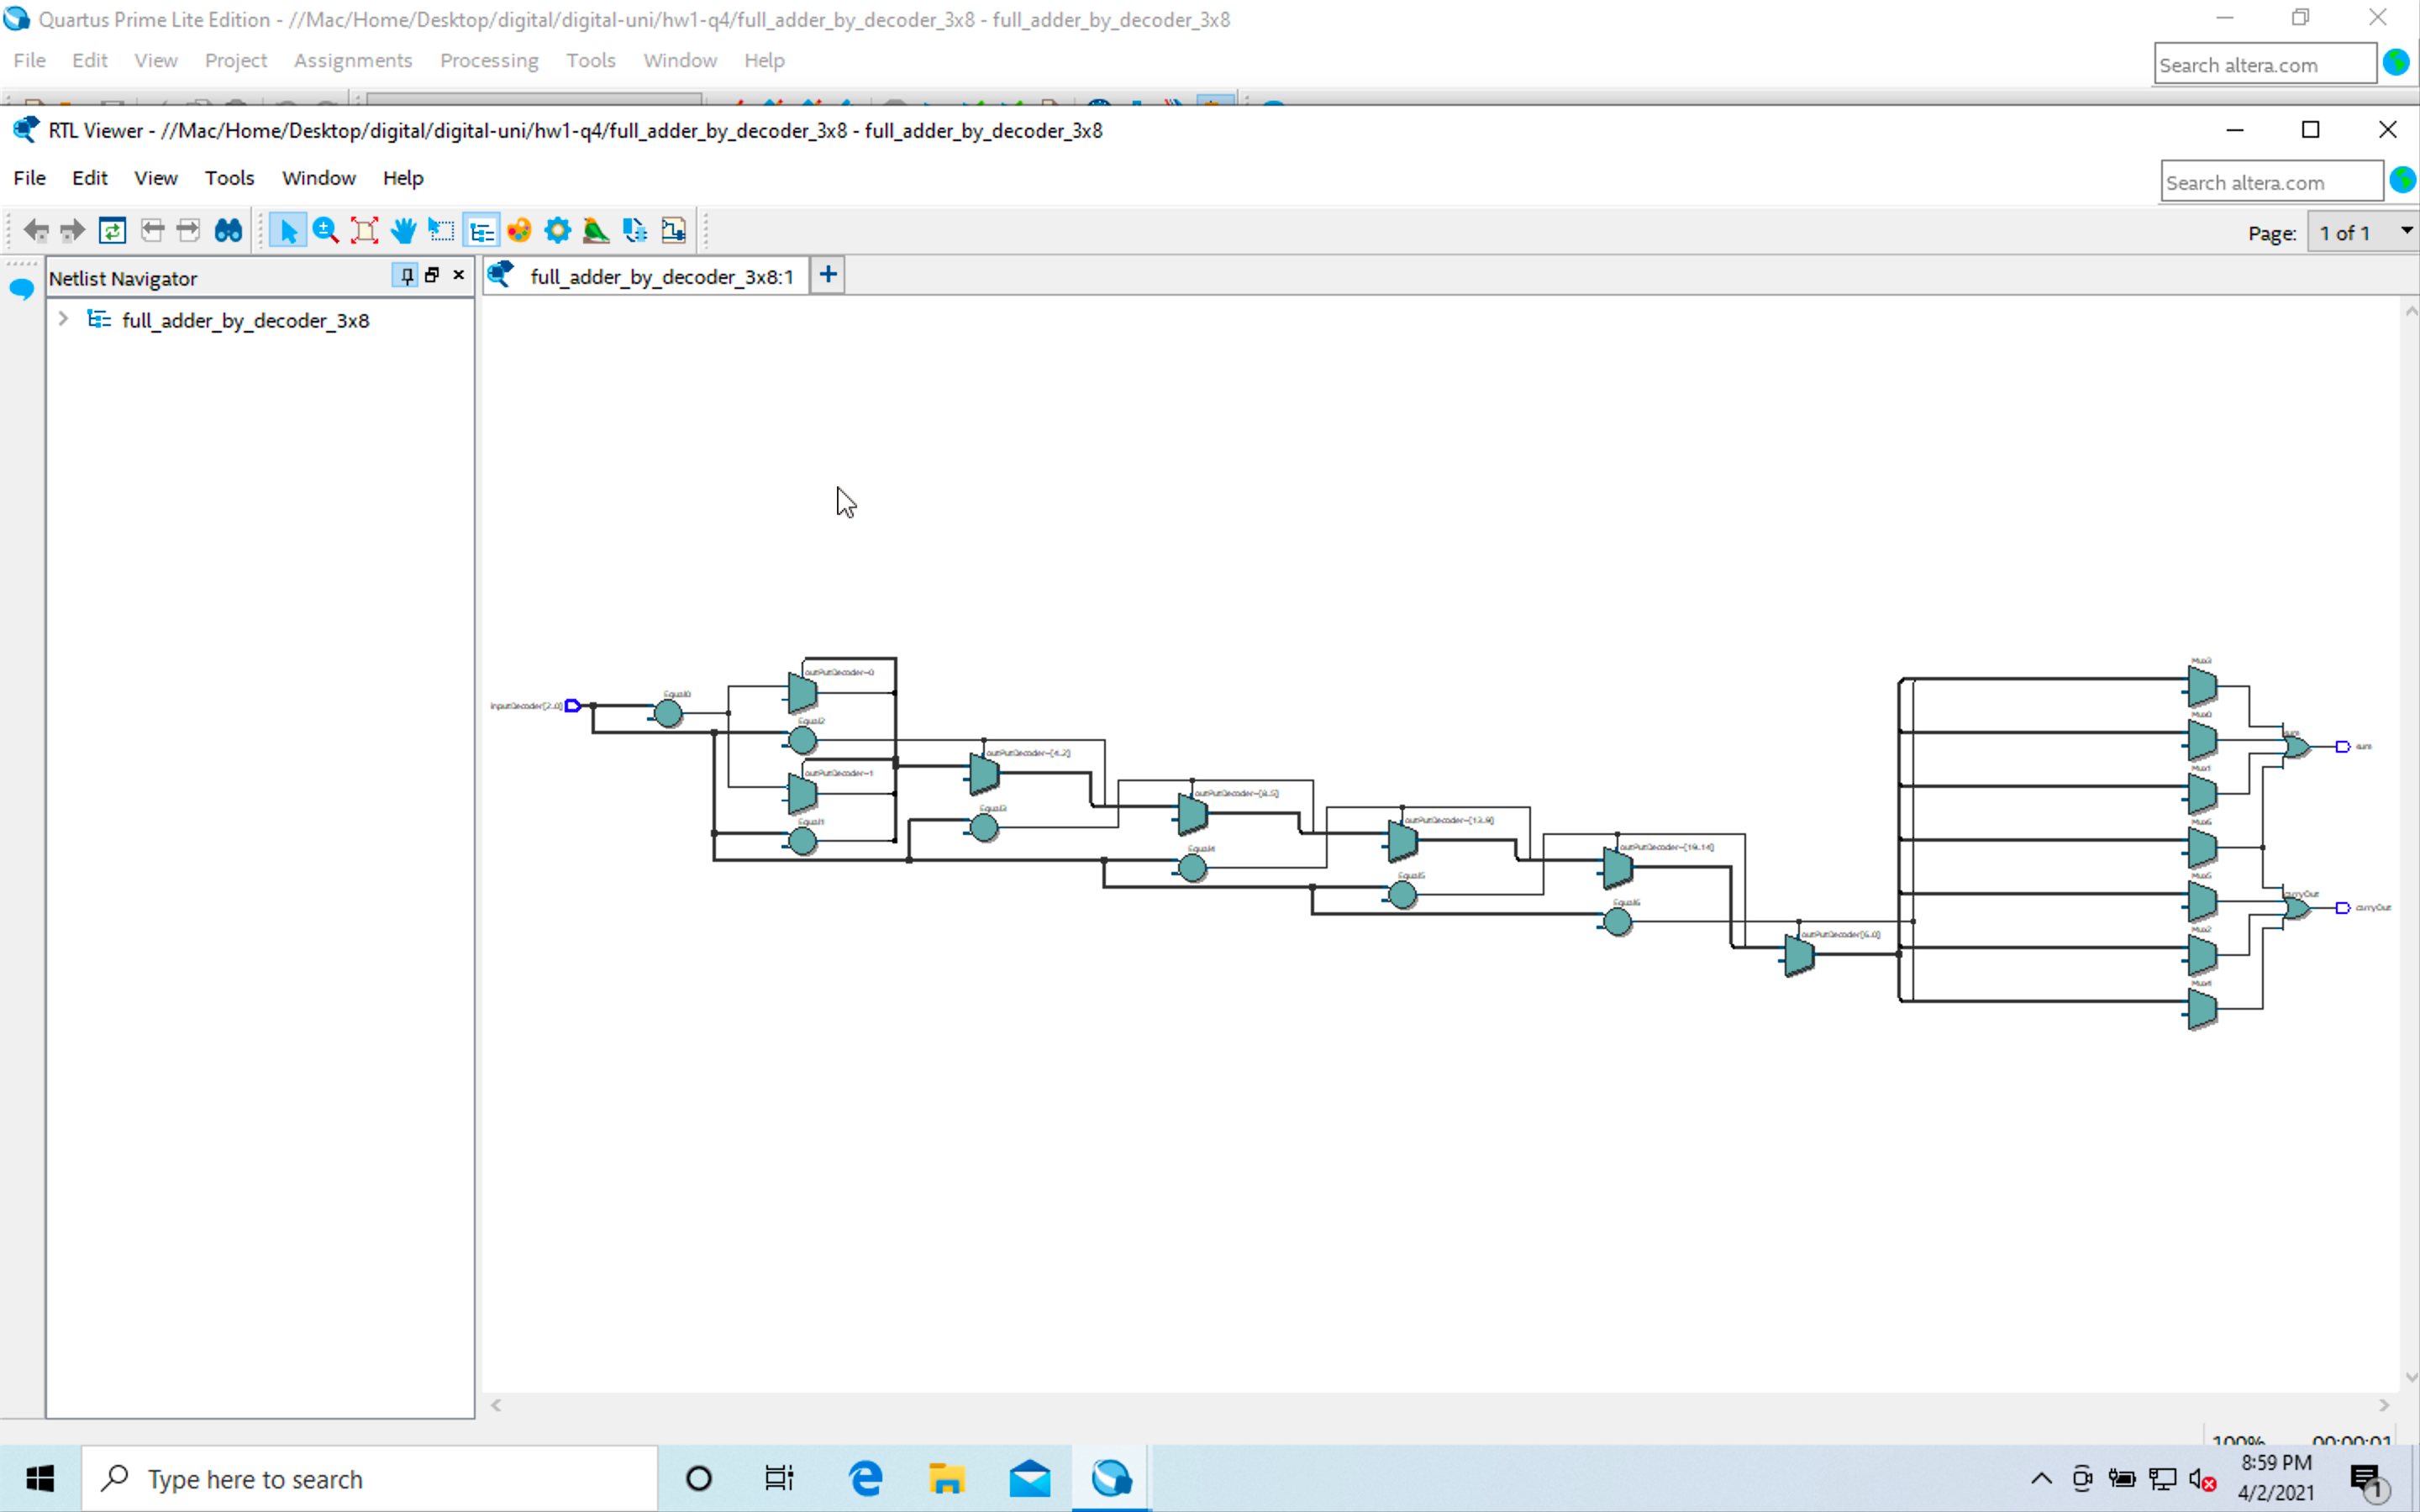 Quartus Prime Lite Edition - //Mac/Home/Desktop/digital/digital-uni/hw1-q4/full_adder_by_decoder_3x8 - full_adder_by_decoder_3x8
File Edit View Project Assignments Processing Tools Window Help
Search altera.com
RTL Viewer - //Mac/Home/Desktop/digital/digital-uni/hw1-q4/full_adder_by_decoder_3x8 - full_adder_by_decoder_3x8
File Edit View Tools Window Help
Search altera.com
Page: 1 of 1
Netlist Navigator
full_adder_by_decoder_3x8:1
full_adder_by_decoder_3x8
Mux3
outPutDecoder~0
Equal0
inputDecoder[2..0]
Mux0
Equal2
sum
sum
outPutDecoder~[4..2]
Mux1
outPutDecoder~1
outPutDecoder~[8..5]
Equal3
outPutDecoder~[13..9]
Equal1
Mux6
Equal4
outPutDecoder~[19..14]
Equal5
Mux5
carryOut
Equal6
carryOut
Mux2
outPutDecoder[6..0]
Mux4
100% 00:00:01
Type here to search
8:59 PM
4/2/2021
1